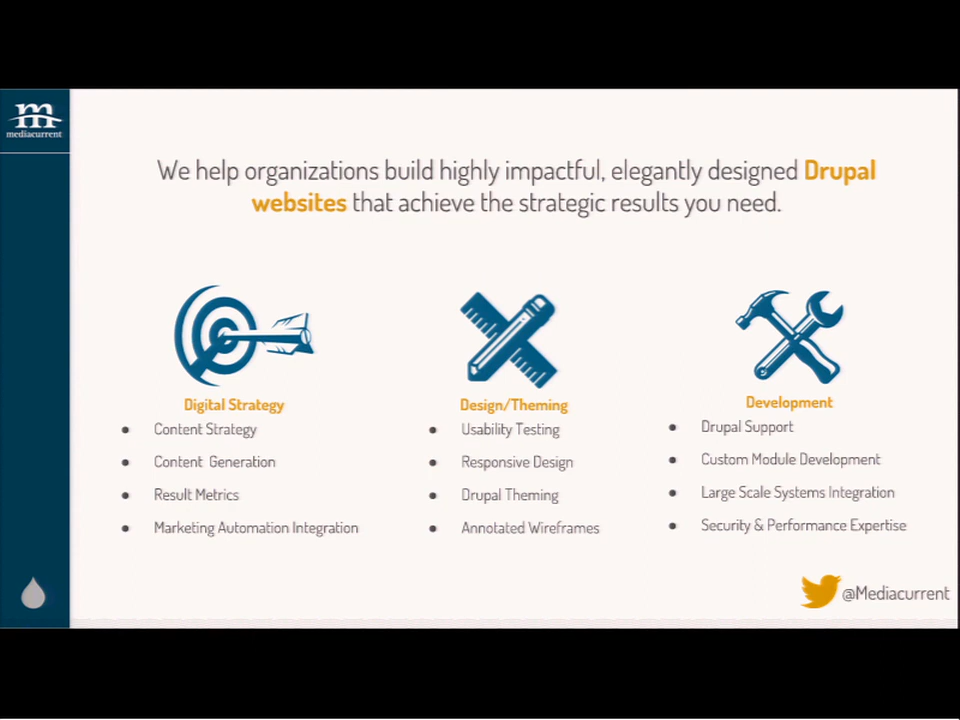 m
mediacurrent
We help organizations build highly impactful, elegantly designed Drupal
websites that achieve the strategic results you need.
Digital Strategy
• Content Strategy
• Content Generation
• Result Metrics
• Marketing Automation Integration
Design/Theming
• Usability Testing
• Responsive Design
• Drupal Theming
• Annotated Wireframes
Development
• Drupal Support
• Custom Module Development
• Large Scale Systems Integration
• Security & Performance Expertise
@Mediacurrent